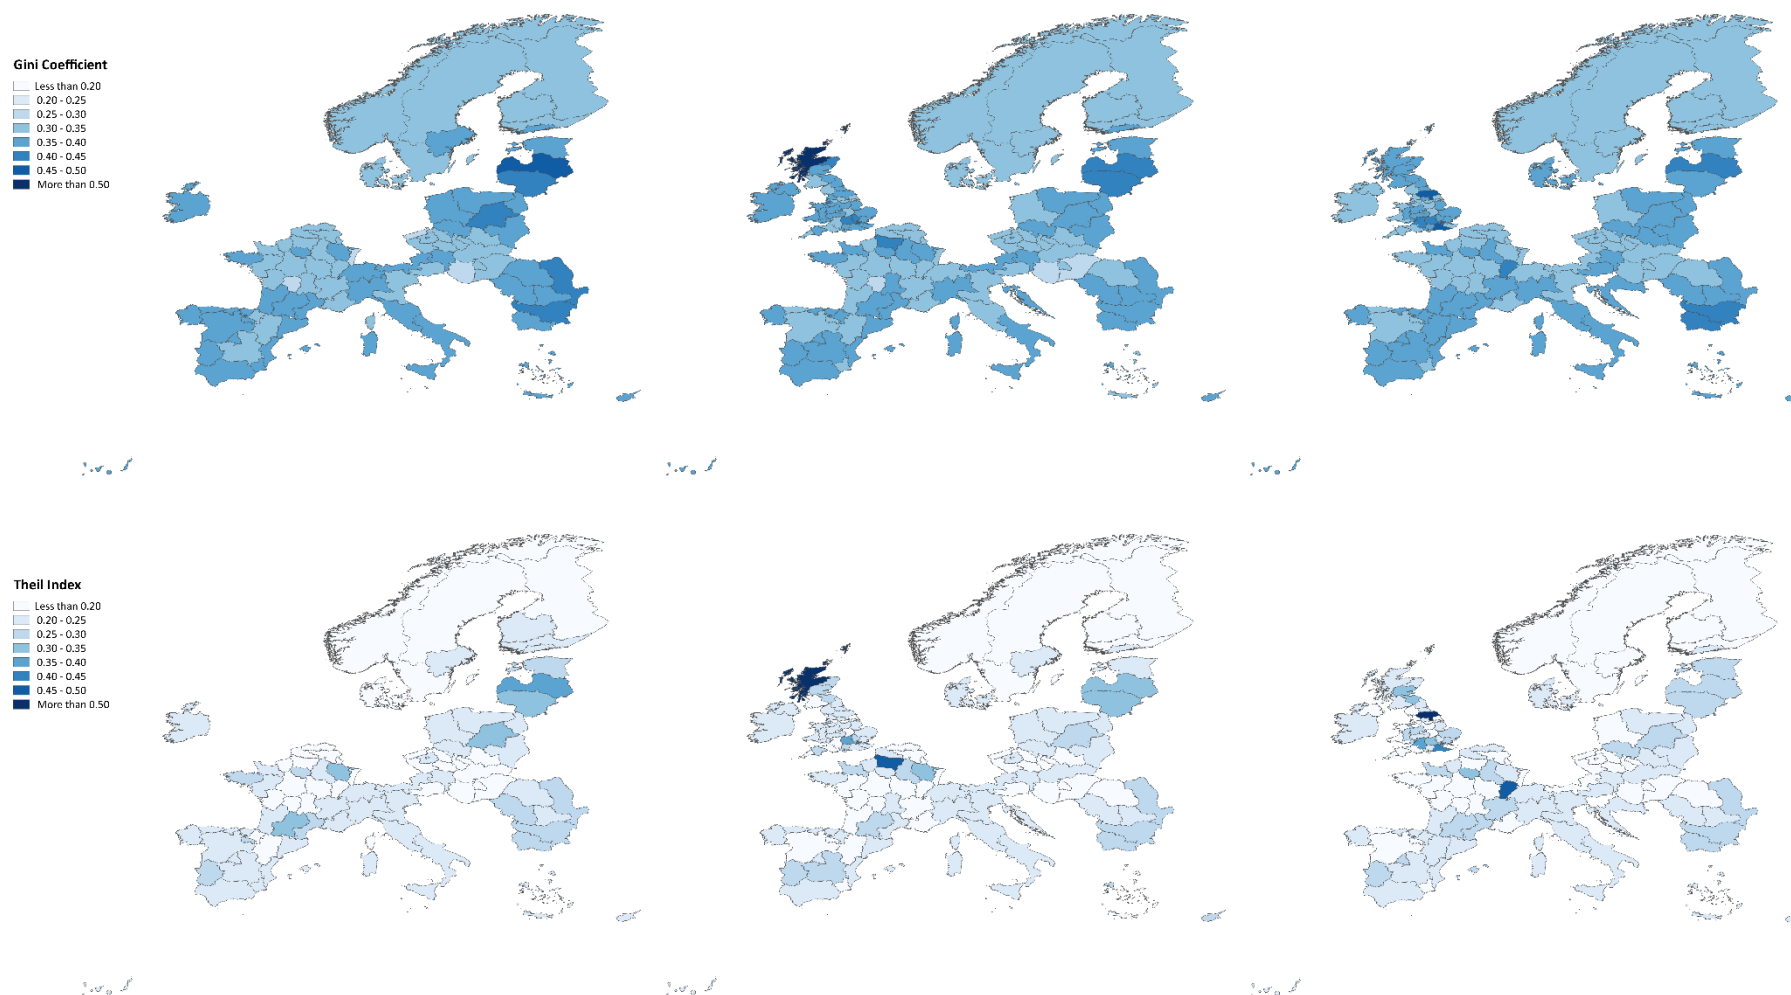 Gini Coefficient
Less than 0.20
0.20 - 0.25
0.25 - 0.30
0.30 - 0.35
0.35 - 0.40
0.40 - 0.45
0.45 - 0.50
More than 0.50
Theil Index
Less than 0.20
0.20 - 0.25
0.25 - 0.30
0.30 - 0.35
0.35 - 0.40
0.40 - 0.45
0.45 - 0.50
More than 0.50